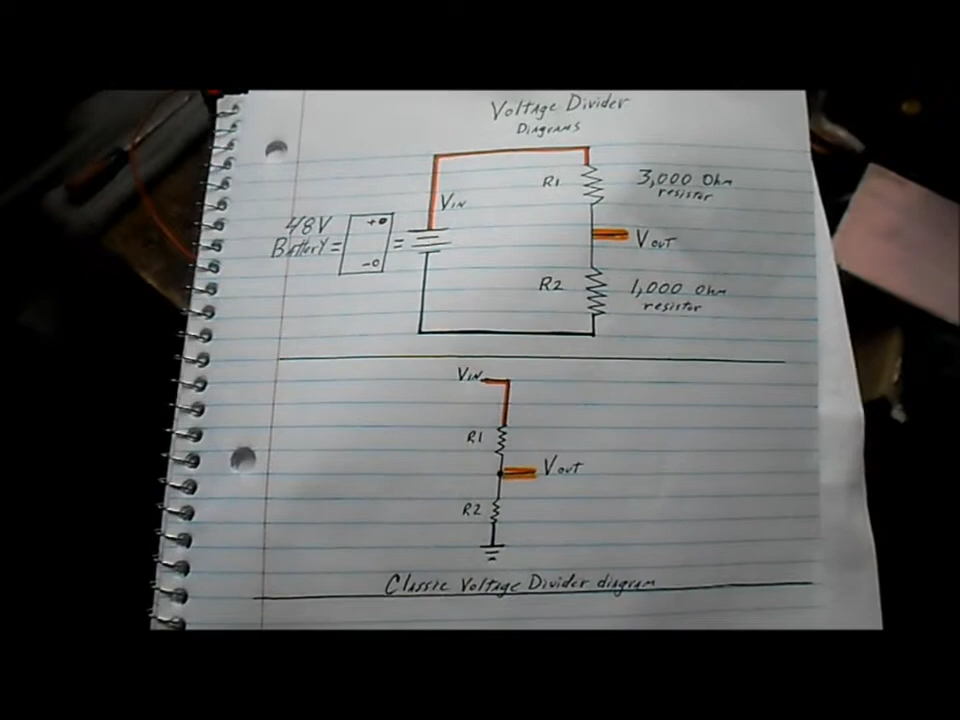 Voltage Divider
Diagrams
R1
3,000 Ohm
resistor
VIN
48V
Battery =
+
=
-
VOUT
R2
1,000 Ohm
resistor
VIN
R1
VOUT
R2
Classic Voltage Divider diagram